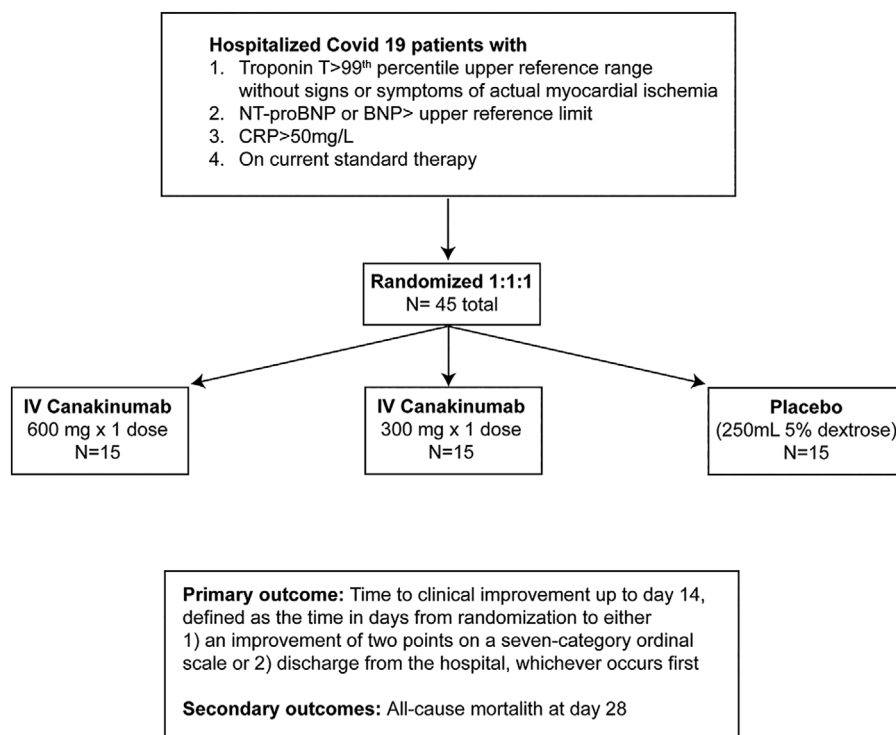 Hospitalized Covid 19 patients with
1. Troponin T>99th percentile upper reference range
without signs or symptoms of actual myocardial ischemia
2. NT-proBNP or BNP> upper reference limit
3. CRP>50mg/L
4. On current standard therapy
Randomized 1:1:1
N= 45 total
IV Canakinumab
600 mg x 1 dose
N=15
IV Canakinumab
300 mg x 1 dose
N=15
Placebo
(250mL 5% dextrose)
N=15
Primary outcome: Time to clinical improvement up to day 14,
defined as the time in days from randomization to either
1) an improvement of two points on a seven-category ordinal
scale or 2) discharge from the hospital, whichever occurs first
Secondary outcomes: All-cause mortalith at day 28